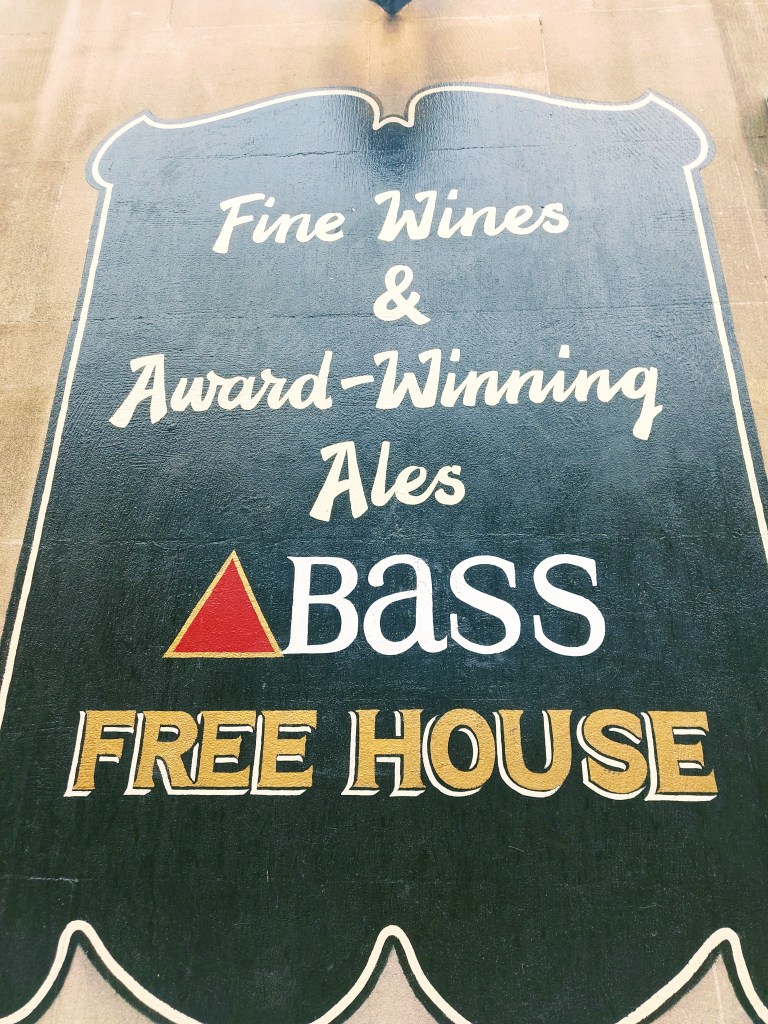 Fine Wines
&
Award-Winning
Ales
Bass
FREE HOUSE